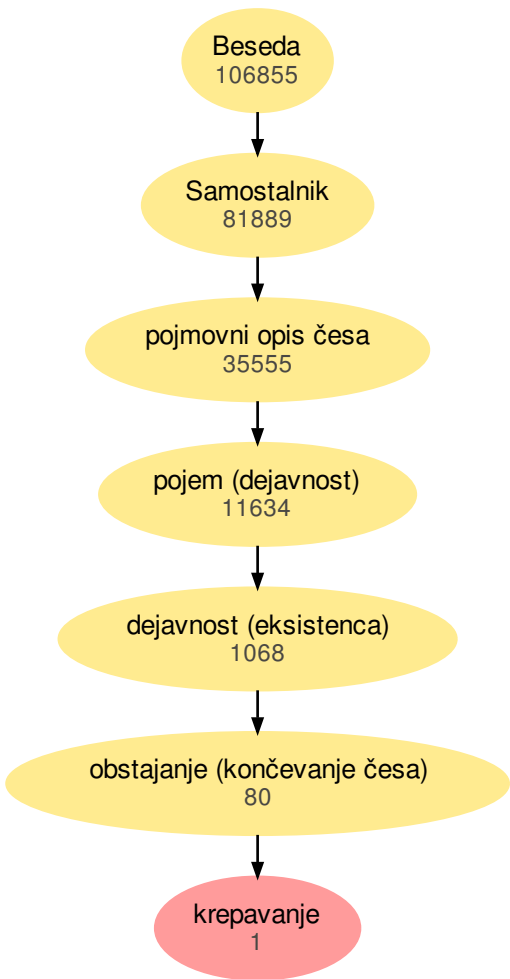 Beseda
106855
Samostalnik
81889
pojmovni opis česa
35555
pojem (dejavnost)
11634
dejavnost (eksistenca)
1068
obstajanje (končevanje česa)
80
krepavanje
1